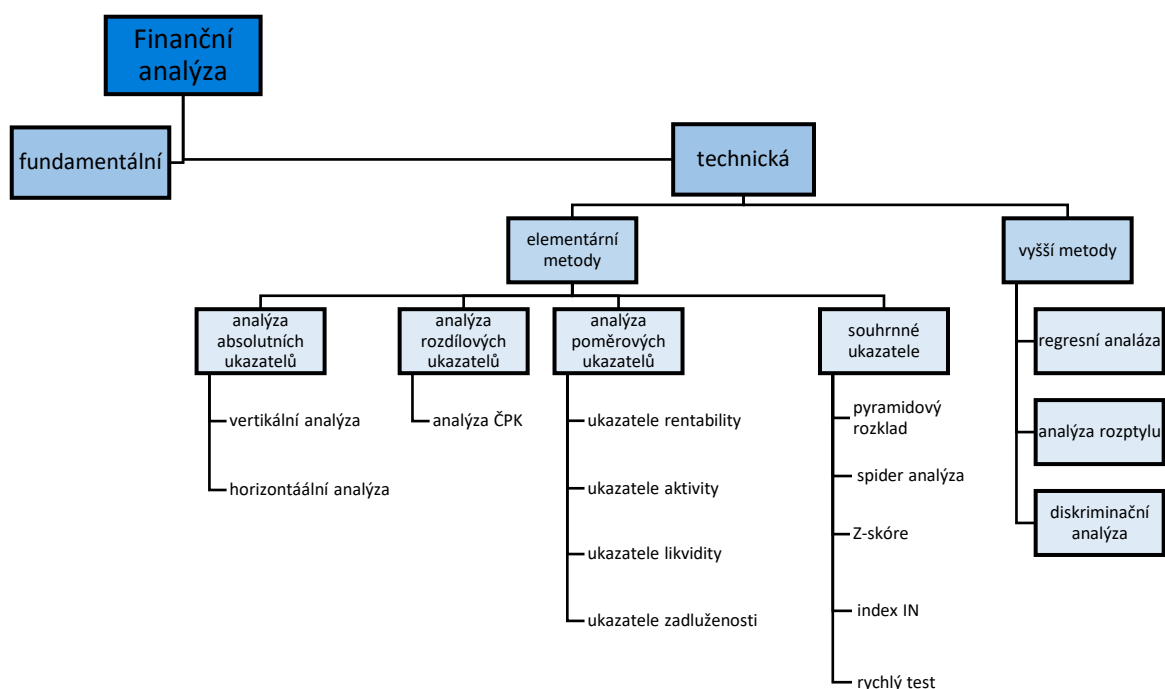 Finanční
analýza
fundamentální
technická
elementární
metody
vyšší metody
analýza
absolutních
ukazatelů
analýza
rozdílových
ukazatelů
analýza
poměrových
ukazatelů
souhrnné
ukazatele
regresní analáza
vertikální analýza
analýza ČPK
ukazatele rentability
pyramidový
rozklad
analýza rozptylu
horizontáální analýza
ukazatele aktivity
spider analýza
diskriminační
analýza
ukazatele likvidity
Z-skóre
ukazatele zadluženosti
index IN
rychlý test